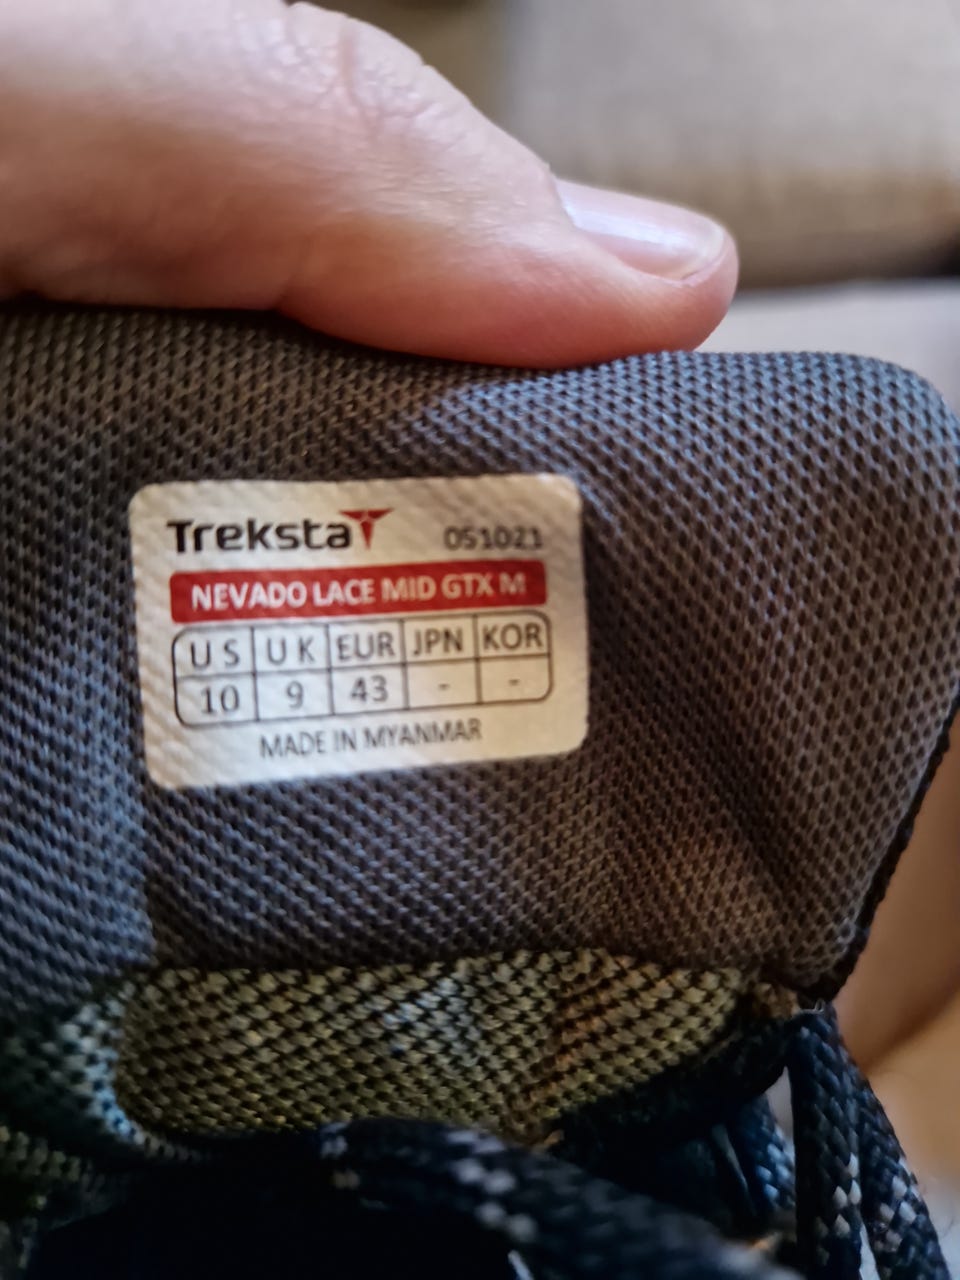 Treksta 051021
NEVADO LACE MID GTX M
US UK EUR JPN KOR
10 9 43 - -
MADE IN MYANMAR